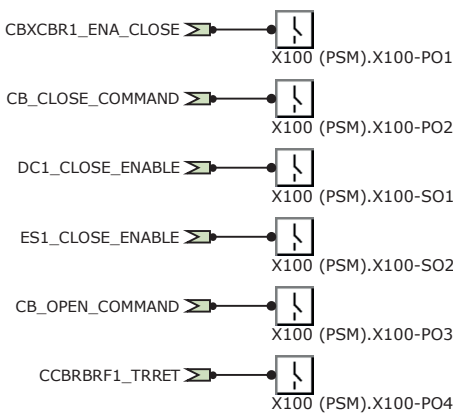 CBXCBR1_ENA_CLOSE
X100 (PSM).X100-PO1
CB_CLOSE_COMMAND
X100 (PSM).X100-PO2
DC1_CLOSE_ENABLE
X100 (PSM).X100-SO1
ES1_CLOSE_ENABLE
X100 (PSM).X100-SO2
CB_OPEN_COMMAND
X100 (PSM).X100-PO3
CCBRBRF1_TRRET
X100 (PSM).X100-PO4